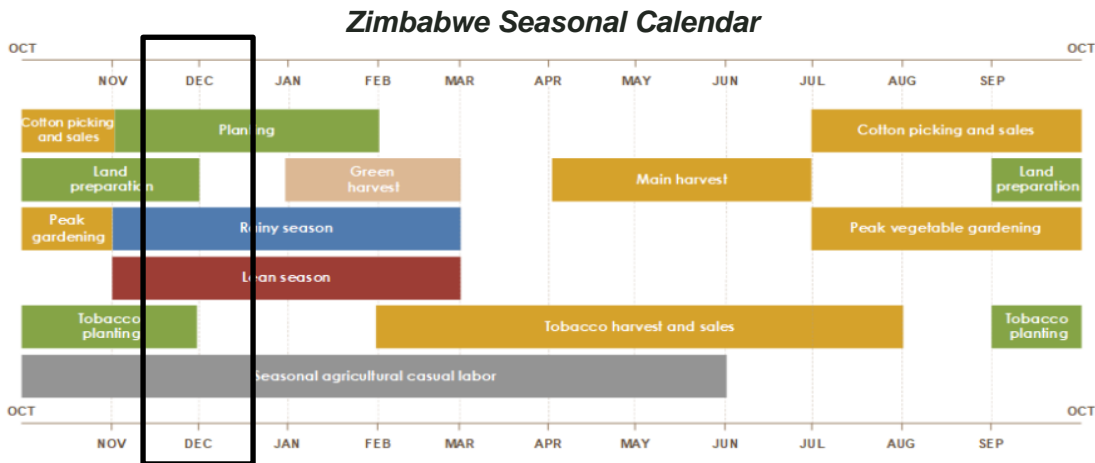 Zimbabwe Seasonal Calendar
OCT OCT
NOV DEC JAN FEB MAR APR MAY JUN JUL AUG SEP
Cotton picking
and sales
Planting
Cotton picking and sales
Land
preparation
Green
harvest
Main harvest
Land
preparation
Peak
gardening
Rainy season
Peak vegetable gardening
Lean season
Tobacco
planting
Tobacco harvest and sales
Tobacco
planting
Seasonal agricultural casual labor
OCT OCT
NOV DEC JAN FEB MAR APR MAY JUN JUL AUG SEP